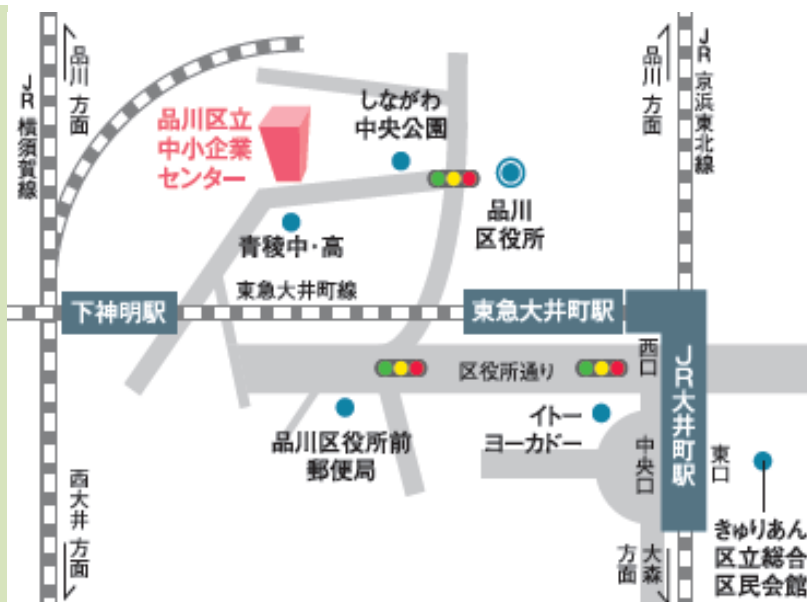 品川 方面
JR 横須賀線
品川区立
中小企業
センター
しながわ
中央公園
品川
区役所
品川 方面
JR 京浜東北線
青稜中・高
東急大井町線
下神明駅
東急大井町駅
西口
JR大井町駅
区役所通り
イトー
ヨーカドー
中央口
東口
品川区役所前
郵便局
西大井 方面
きゅりあん
区立総合
区民会館
大森
方面